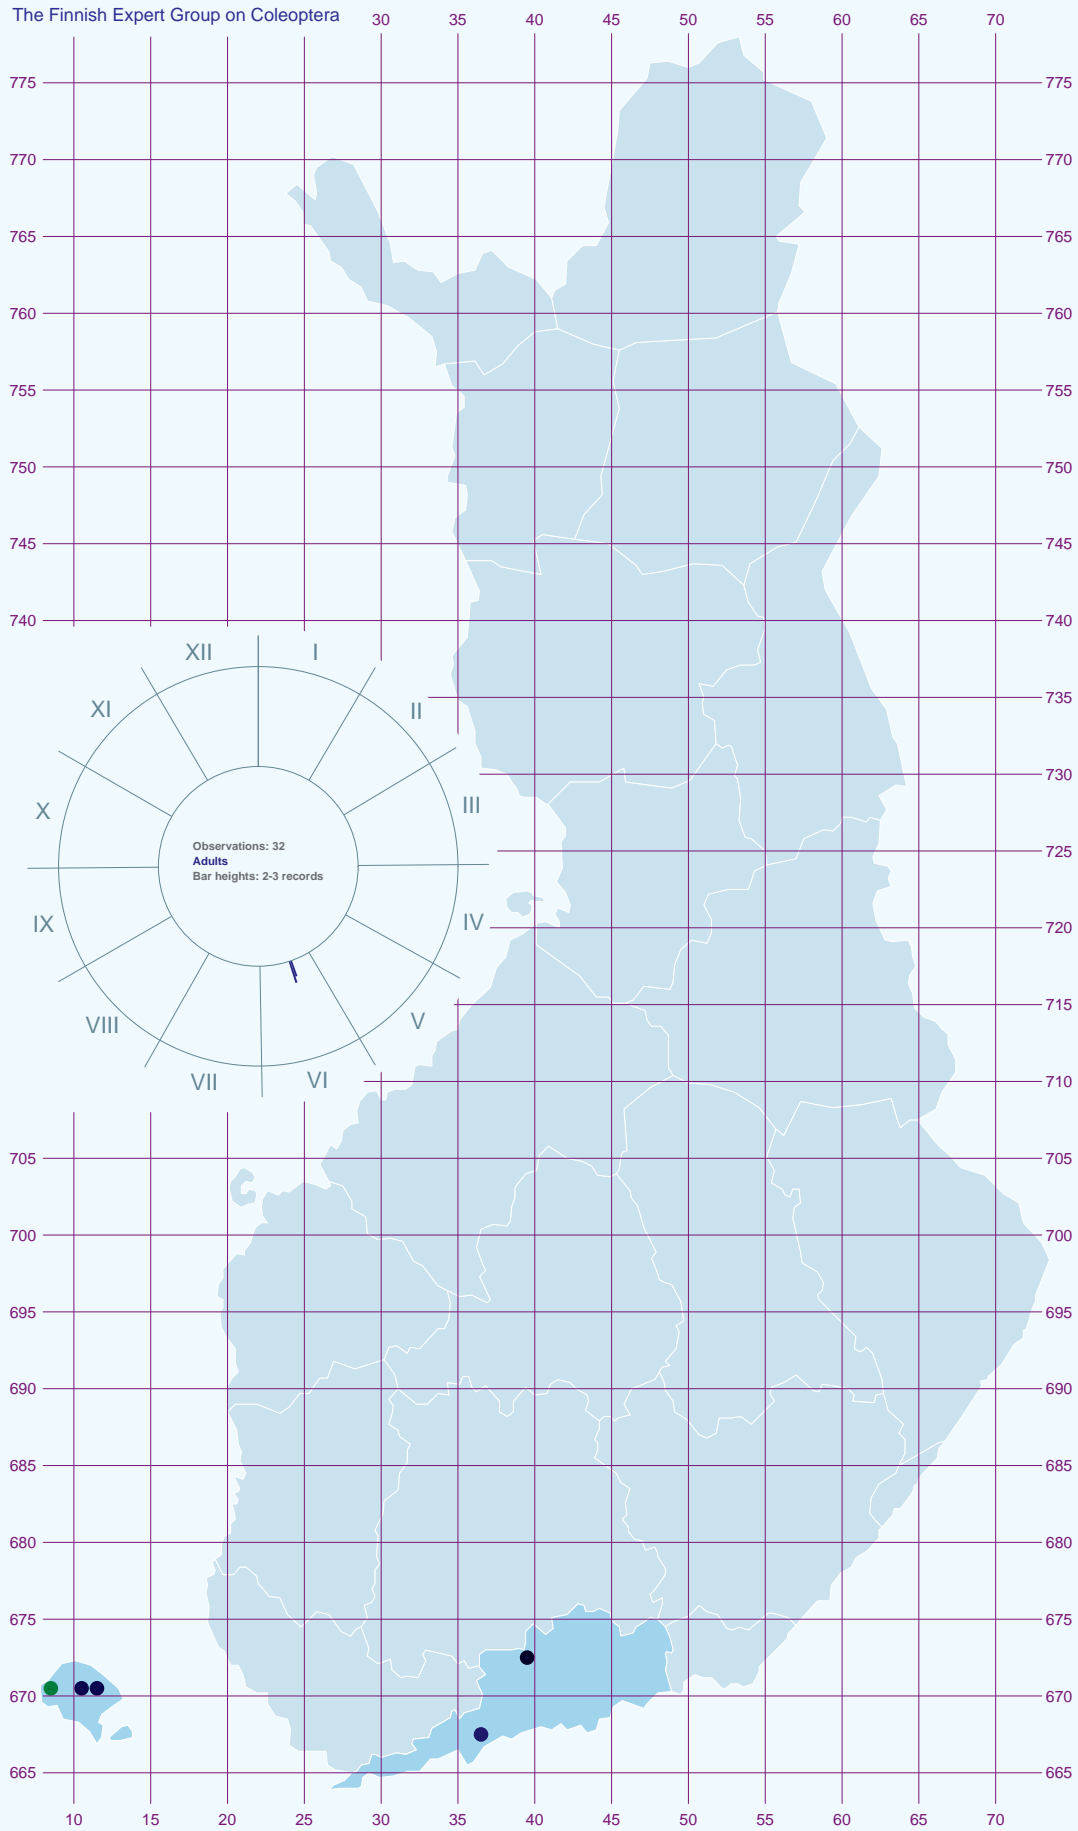 The Finnish Expert Group on Coleoptera
30 40 50 60 70
35 45 55 65
775 775
770 770
765 765
760 760
755 755
750 750
745 745
740 740
735
730
725
720
715
710
705 705
700 700
695 695
690 690
685 685
680 680
675 675
670 670
665 665
XII I
XI II
X III
Observations: 32
Adults
Bar heights: 2-3 records
IX IV
VIII V
VII VI
10 15 20 25 30 35 40 45 50 55 60 65 70